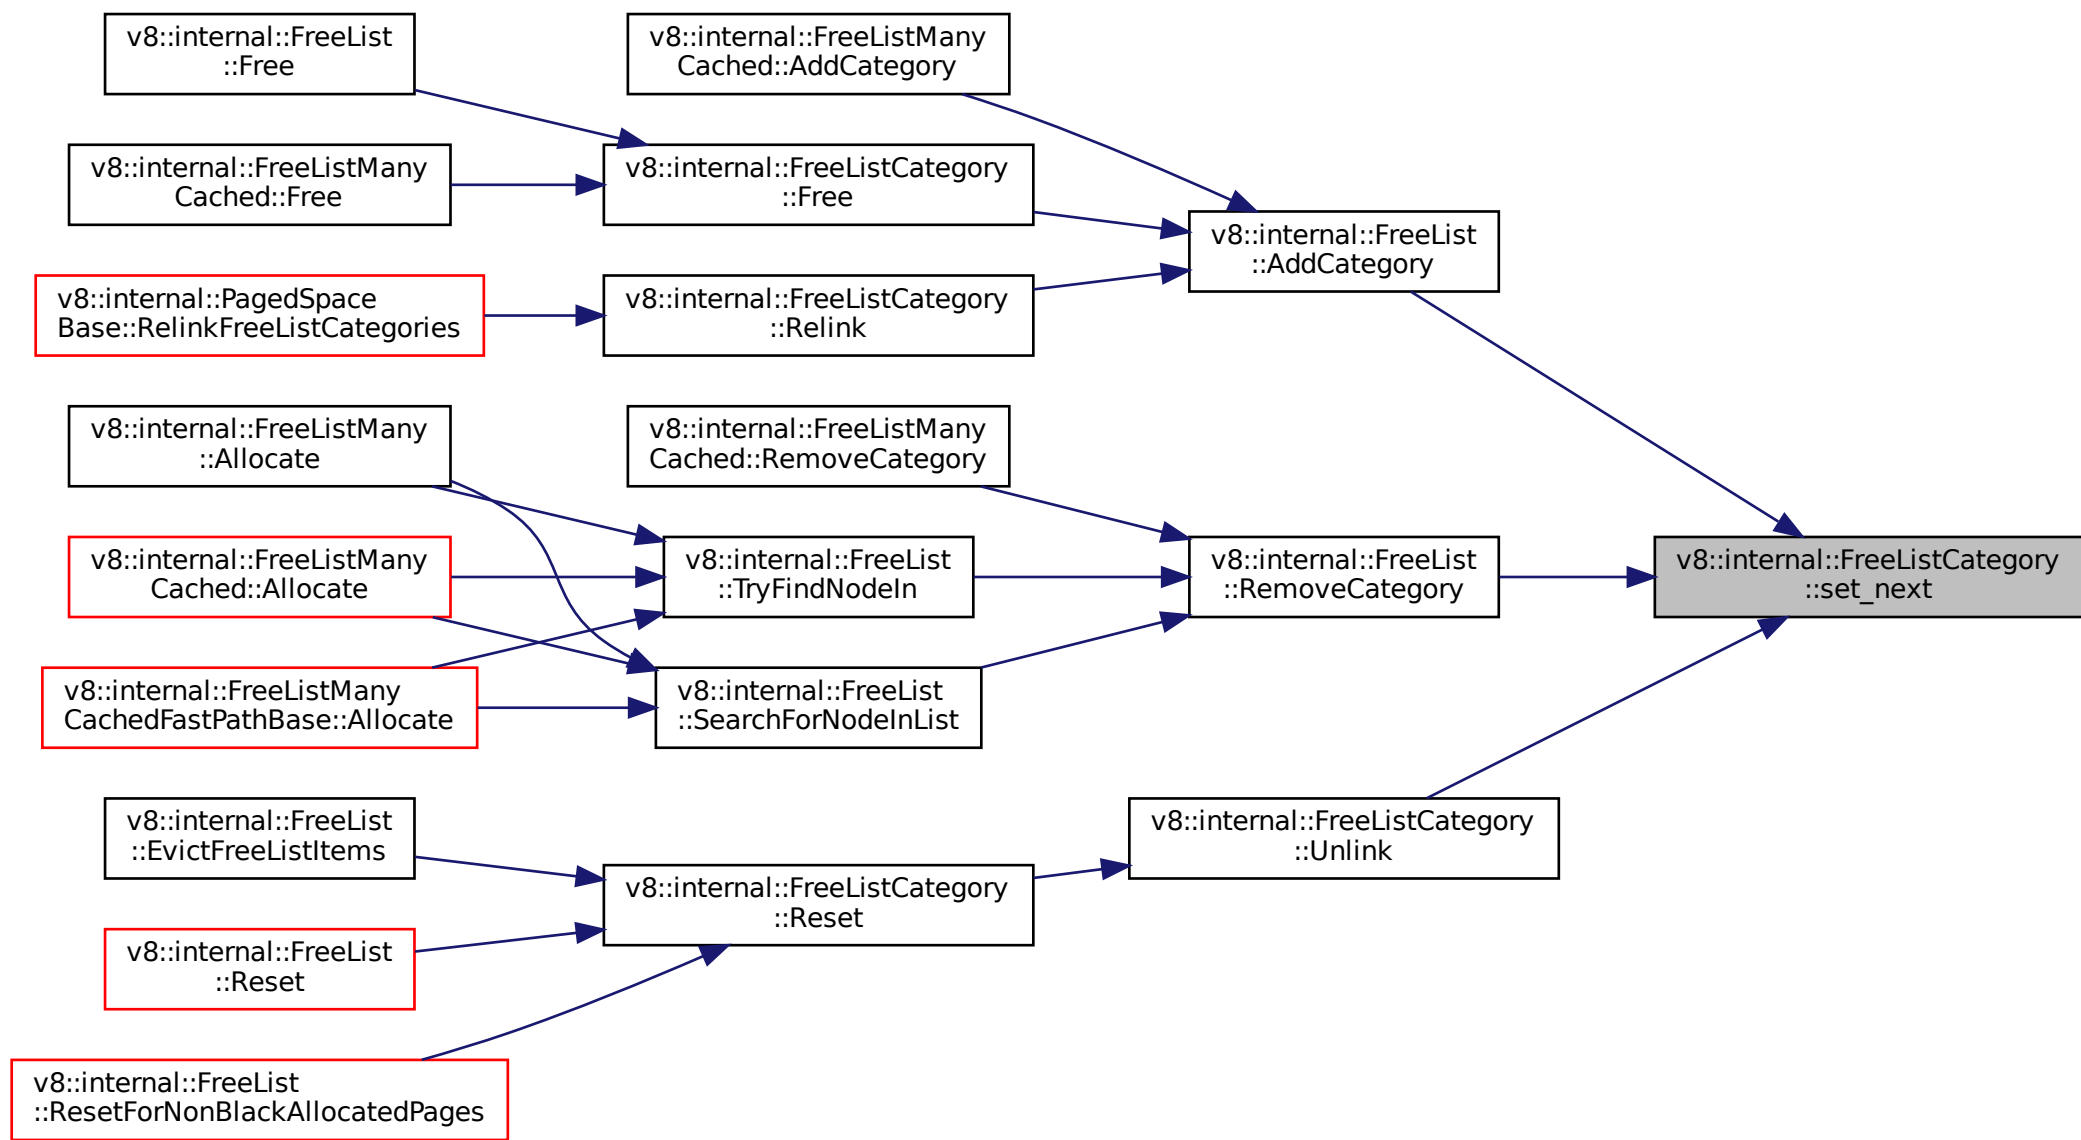 v8::internal::FreeList
::Free
v8::internal::FreeListMany
Cached::AddCategory
v8::internal::FreeListMany
Cached::Free
v8::internal::FreeListCategory
::Free
v8::internal::FreeList
::AddCategory
v8::internal::PagedSpace
Base::RelinkFreeListCategories
v8::internal::FreeListCategory
::Relink
v8::internal::FreeListMany
::Allocate
v8::internal::FreeListMany
Cached::RemoveCategory
v8::internal::FreeListMany
Cached::Allocate
v8::internal::FreeList
::TryFindNodeIn
v8::internal::FreeList
::RemoveCategory
v8::internal::FreeListCategory
::set_next
v8::internal::FreeListMany
CachedFastPathBase::Allocate
v8::internal::FreeList
::SearchForNodeInList
v8::internal::FreeList
::EvictFreeListItems
v8::internal::FreeListCategory
::Unlink
v8::internal::FreeListCategory
::Reset
v8::internal::FreeList
::Reset
v8::internal::FreeList
::ResetForNonBlackAllocatedPages